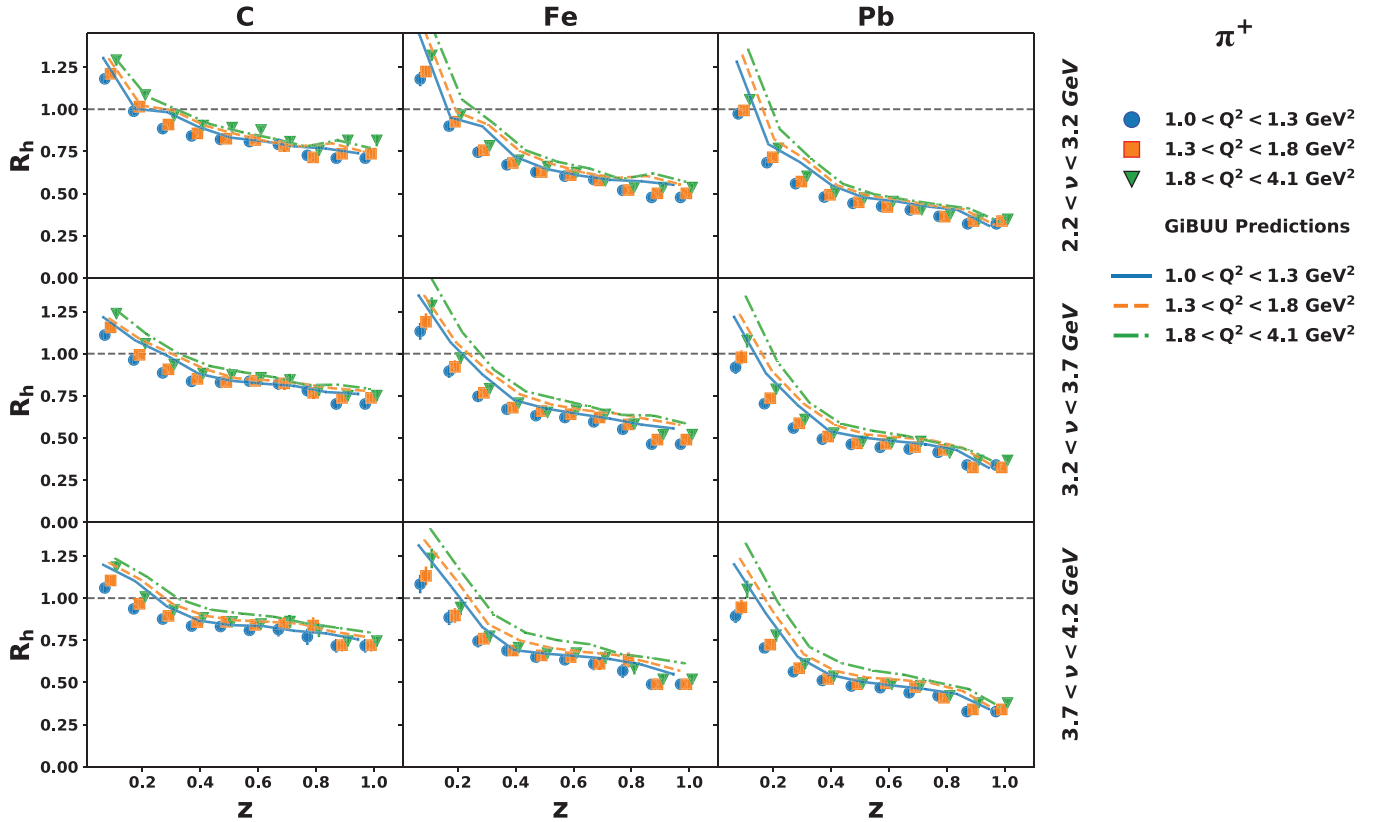 C Fe Pb
π⁺
1.25
1.00
0.75
0.50
0.25
0.00
R_h
2.2 < ν < 3.2 GeV
1.0 < Q² < 1.3 GeV²
1.3 < Q² < 1.8 GeV²
1.8 < Q² < 4.1 GeV²
GiBUU Predictions
1.0 < Q² < 1.3 GeV²
1.3 < Q² < 1.8 GeV²
1.8 < Q² < 4.1 GeV²
1.25
1.00
0.75
0.50
0.25
0.00
R_h
3.2 < ν < 3.7 GeV
1.25
1.00
0.75
0.50
0.25
0.00
R_h
3.7 < ν < 4.2 GeV
0.2 0.4 0.6 0.8 1.0 0.2 0.4 0.6 0.8 1.0 0.2 0.4 0.6 0.8 1.0
z z z